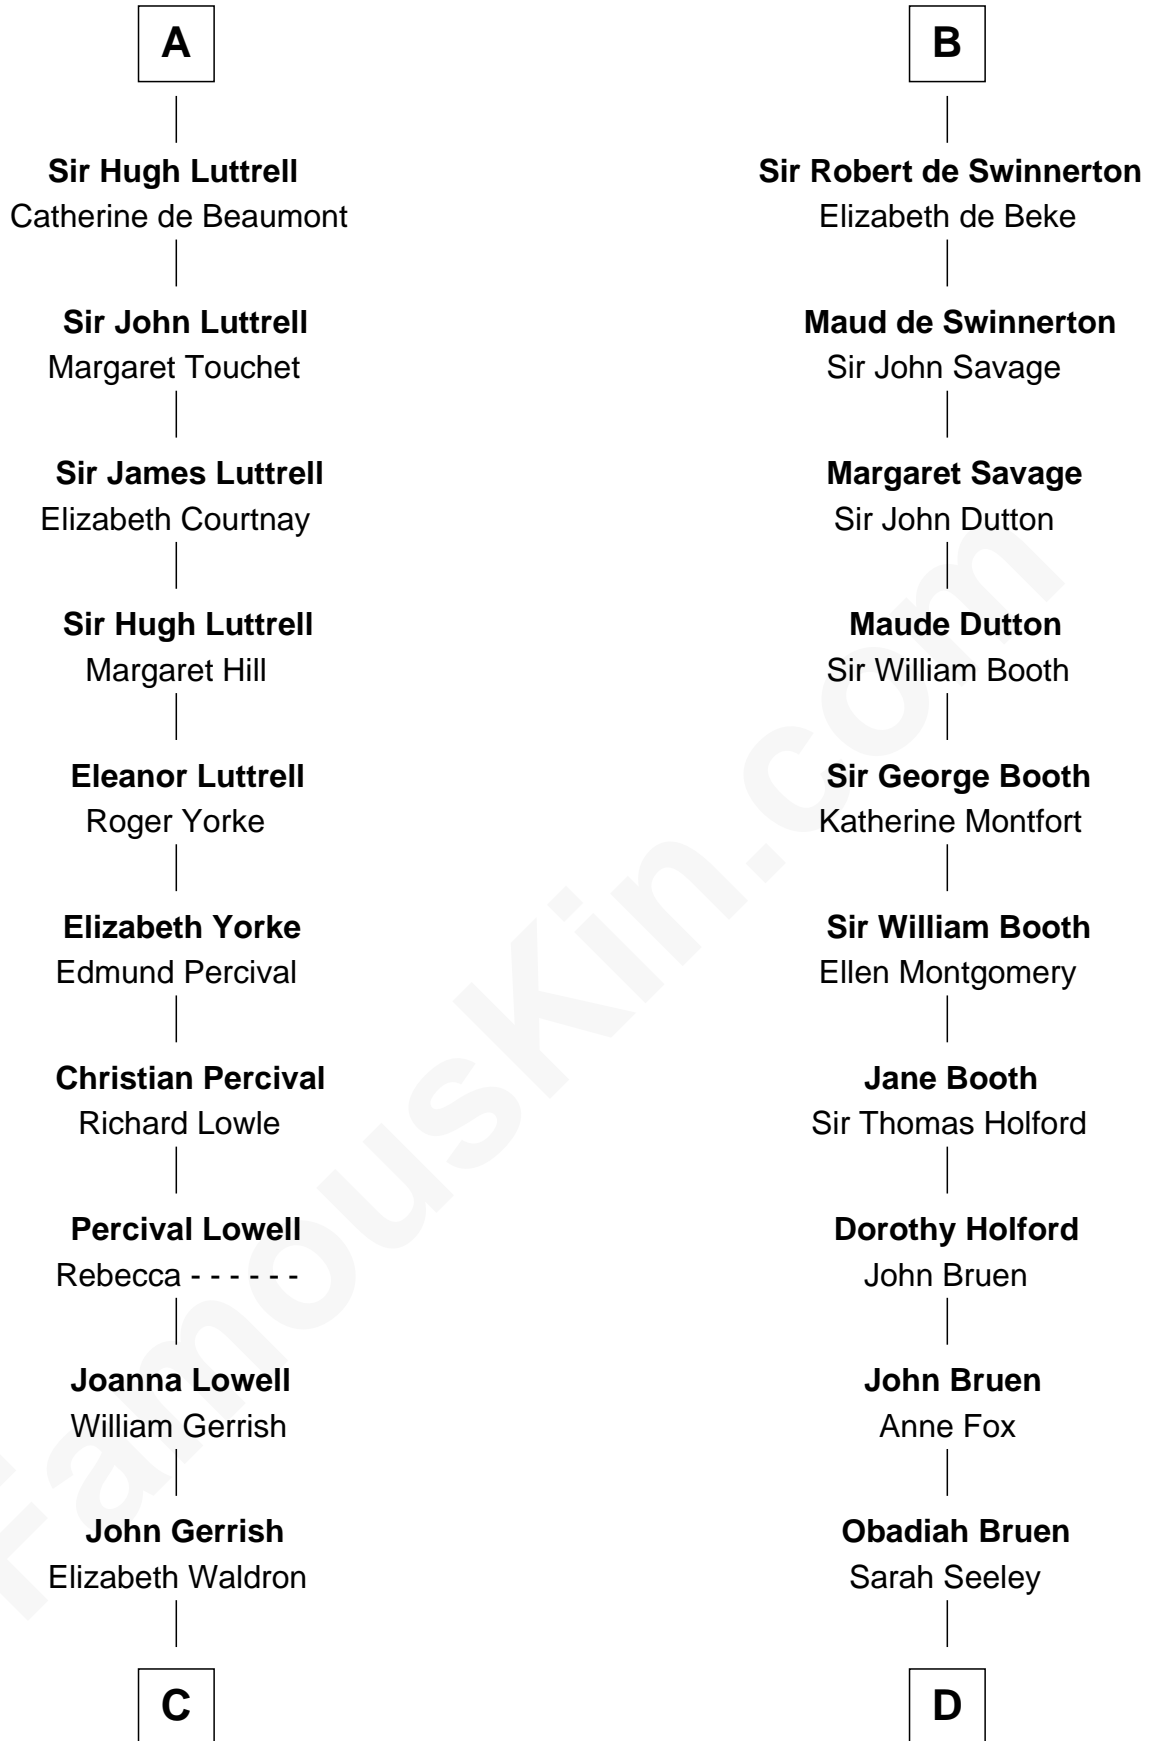 A
Sir Hugh Luttrell
Catherine de Beaumont
Sir John Luttrell
Margaret Touchet
Sir James Luttrell
Elizabeth Courtnay
Sir Hugh Luttrell
Margaret Hill
Eleanor Luttrell
Roger Yorke
Elizabeth Yorke
Edmund Percival
Christian Percival
Richard Lowle
Percival Lowell
Rebecca - - - - - -
Joanna Lowell
William Gerrish
John Gerrish
Elizabeth Waldron
C
B
Sir Robert de Swinnerton
Elizabeth de Beke
Maud de Swinnerton
Sir John Savage
Margaret Savage
Sir John Dutton
Maude Dutton
Sir William Booth
Sir George Booth
Katherine Montfort
Sir William Booth
Ellen Montgomery
Jane Booth
Sir Thomas Holford
Dorothy Holford
John Bruen
John Bruen
Anne Fox
Obadiah Bruen
Sarah Seeley
D
FamousKin.com